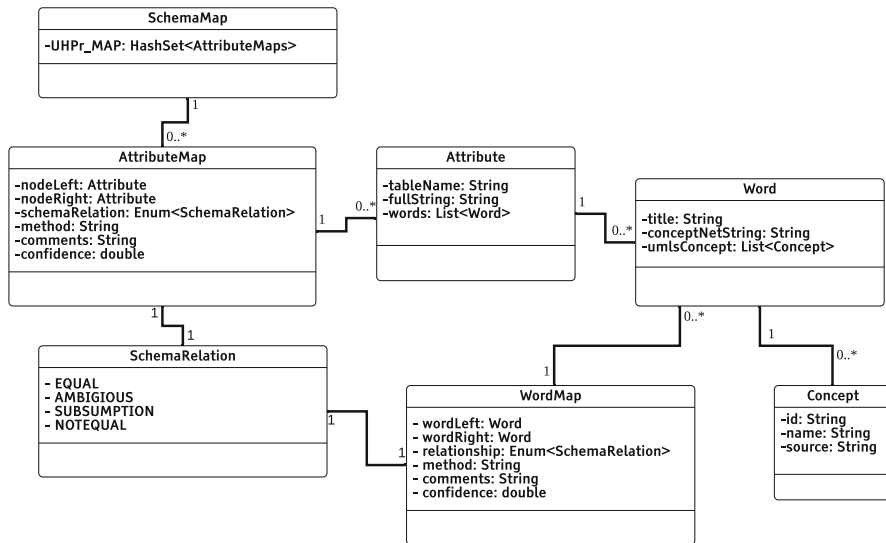 SchemaMap
-UHPr_MAP: HashSet<AttributeMaps>
1
0..*
AttributeMap
-nodeLeft: Attribute
-nodeRight: Attribute
-schemaRelation: Enum<SchemaRelation>
-method: String
-comments: String
-confidence: double
1
0..*
Attribute
-tableName: String
-fullString: String
-words: List<Word>
1
0..*
Word
-title: String
-conceptNetString: String
-umlsConcept: List<Concept>
1
1
SchemaRelation
- EQUAL
- AMBIGIOUS
- SUBSUMPTION
- NOTEQUAL
1
1
0..*
1
WordMap
- wordLeft: Word
- wordRight: Word
- relationship: Enum<SchemaRelation>
- method: String
- comments: String
- confidence: double
1
0..*
Concept
-id: String
-name: String
-source: String